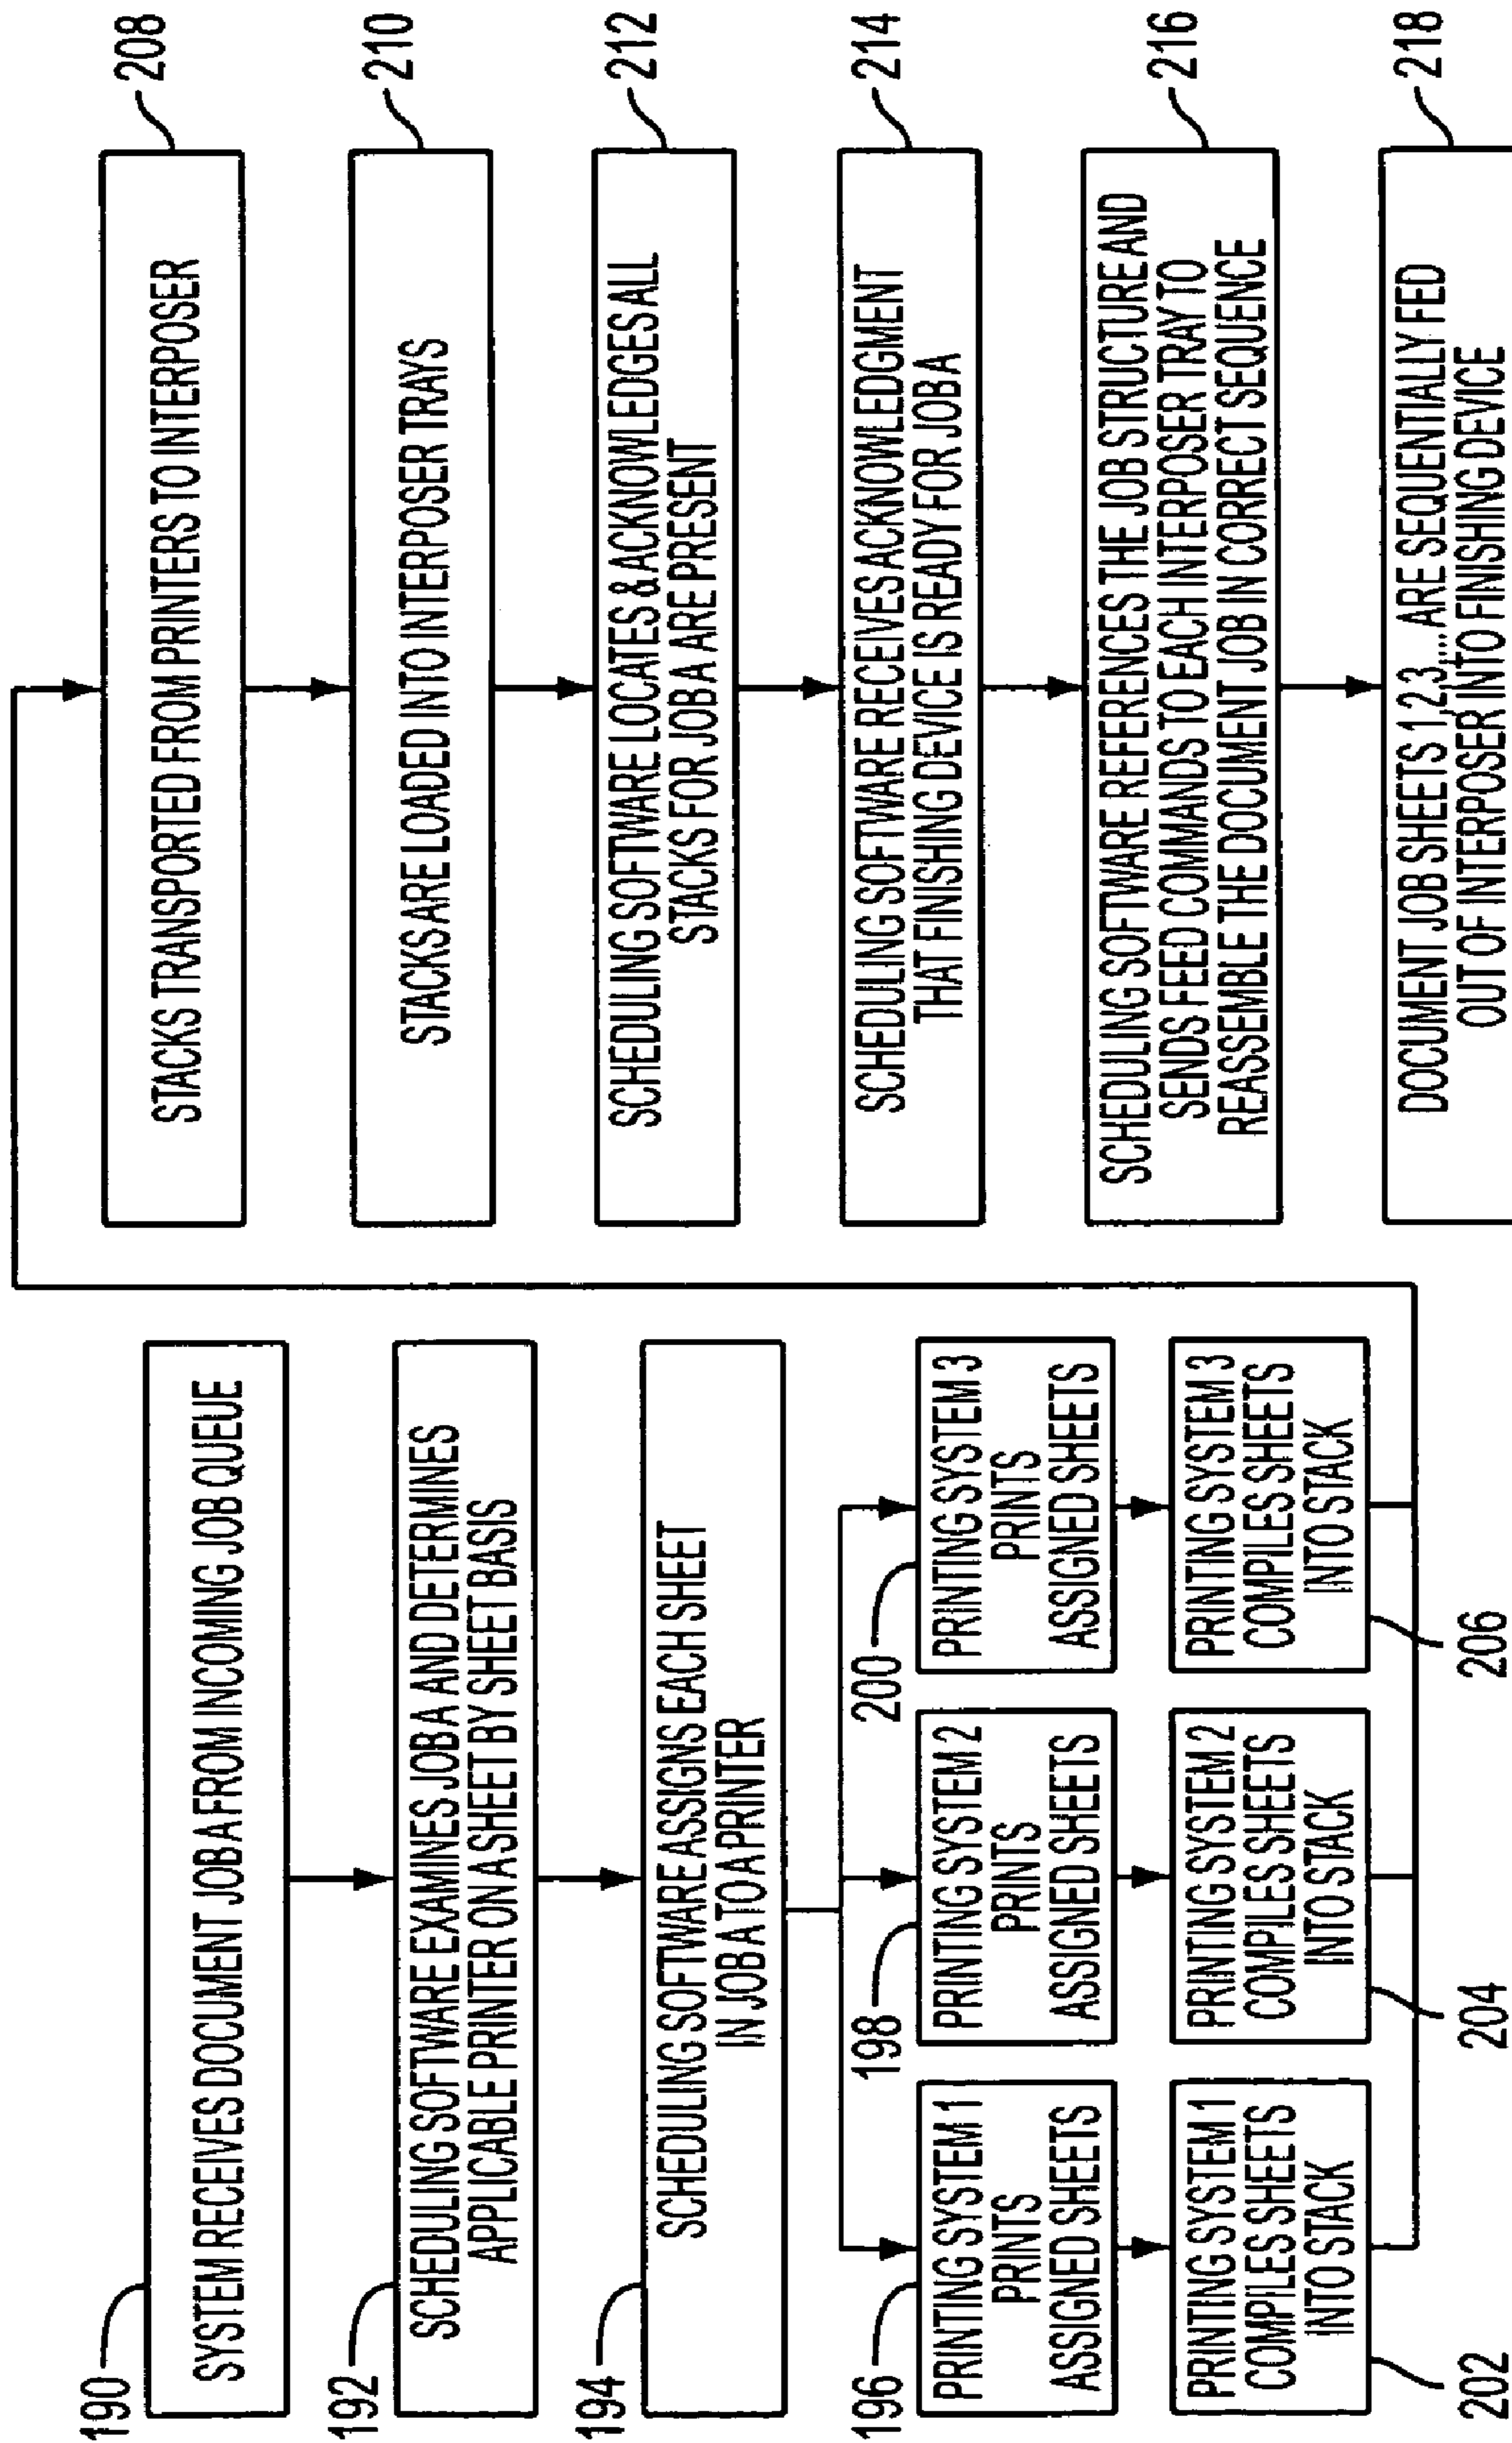 190
SYSTEM RECEIVES DOCUMENT JOB A FROM INCOMING JOB QUEUE
192
SCHEDULING SOFTWARE EXAMINES JOB A AND DETERMINES
APPLICABLE PRINTER ON A SHEET BY SHEET BASIS
194
SCHEDULING SOFTWARE ASSIGNS EACH SHEET
IN JOB A TO A PRINTER
196
PRINTING SYSTEM 1
PRINTS
ASSIGNED SHEETS
198
PRINTING SYSTEM 2
PRINTS
ASSIGNED SHEETS
200
PRINTING SYSTEM 3
PRINTS
ASSIGNED SHEETS
PRINTING SYSTEM 1
COMPILES SHEETS
INTO STACK
202
PRINTING SYSTEM 2
COMPILES SHEETS
INTO STACK
204
PRINTING SYSTEM 3
COMPILES SHEETS
INTO STACK
206
STACKS TRANSPORTED FROM PRINTERS TO INTERPOSER
208
STACKS ARE LOADED INTO INTERPOSER TRAYS
210
SCHEDULING SOFTWARE LOCATES & ACKNOWLEDGES ALL
STACKS FOR JOB A ARE PRESENT
212
SCHEDULING SOFTWARE RECEIVES ACKNOWLEDGMENT
THAT FINISHING DEVICE IS READY FOR JOB A
214
SCHEDULING SOFTWARE REFERENCES THE JOB STRUCTURE AND
SENDS FEED COMMANDS TO EACH INTERPOSER TRAY TO
REASSEMBLE THE DOCUMENT JOB IN CORRECT SEQUENCE
216
DOCUMENT JOB SHEETS 1,2,3,... ARE SEQUENTIALLY FED
OUT OF INTERPOSER INTO FINISHING DEVICE
218